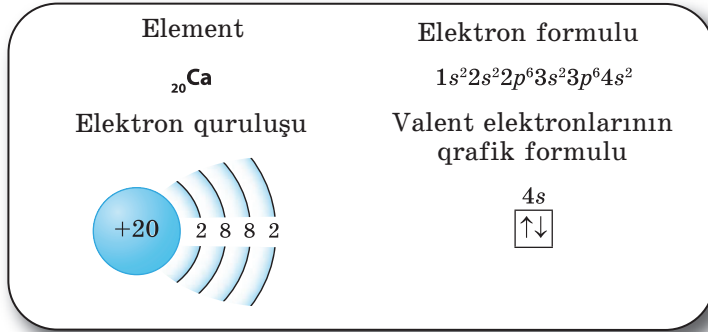 Element
₂₀Ca
Elektron quruluşu
+20 2 8 8 2
Elektron formulu
1s²2s²2p⁶3s²3p⁶4s²
Valent elektronlarının
qrafik formulu
4s
↑↓